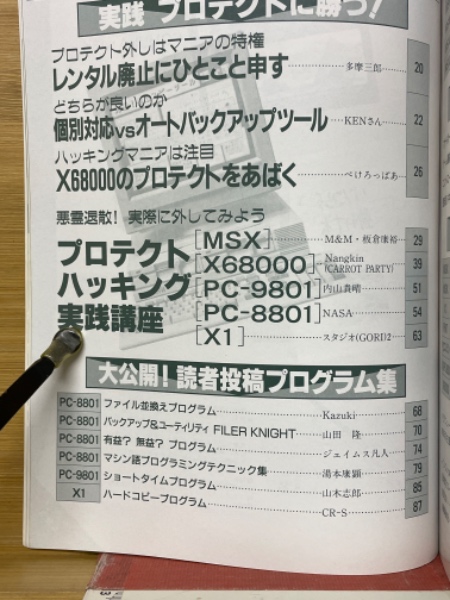 実践 プロテクトに勝つ!
プロテクト外しはマニアの特権
レンタル廃止にひとこと申す 多摩三郎 20
どちらが良いのか
個別対応vsオートバックアップツール KENさん 22
ハッキングマニアは注目
X68000のプロテクトをあばく ぺけろっぱあ 26
悪霊退散! 実際に外してみよう
プロテクト
ハッキング
実践講座
[MSX] M&M・板倉康裕 29
[X68000] Nangkin (CARROT PARTY) 39
[PC-9801] 内山貴晴 51
[PC-8801] NASA 54
[X1] スタジオ(GORI)2 63
大公開! 読者投稿プログラム集
PC-8801 ファイル並換えプログラム Kazuki 68
PC-8801 バックアップ&ユーティリティ FILER KNIGHT 山田 隆 70
PC-8801 有益? 無益? プログラム ジェイムス凡人 74
PC-8801 マシン語プログラミングテクニック集 湯本康顕 79
PC-9801 ショートタイムプログラム 山木志郎 85
X1 ハードコピープログラム CR-S 87